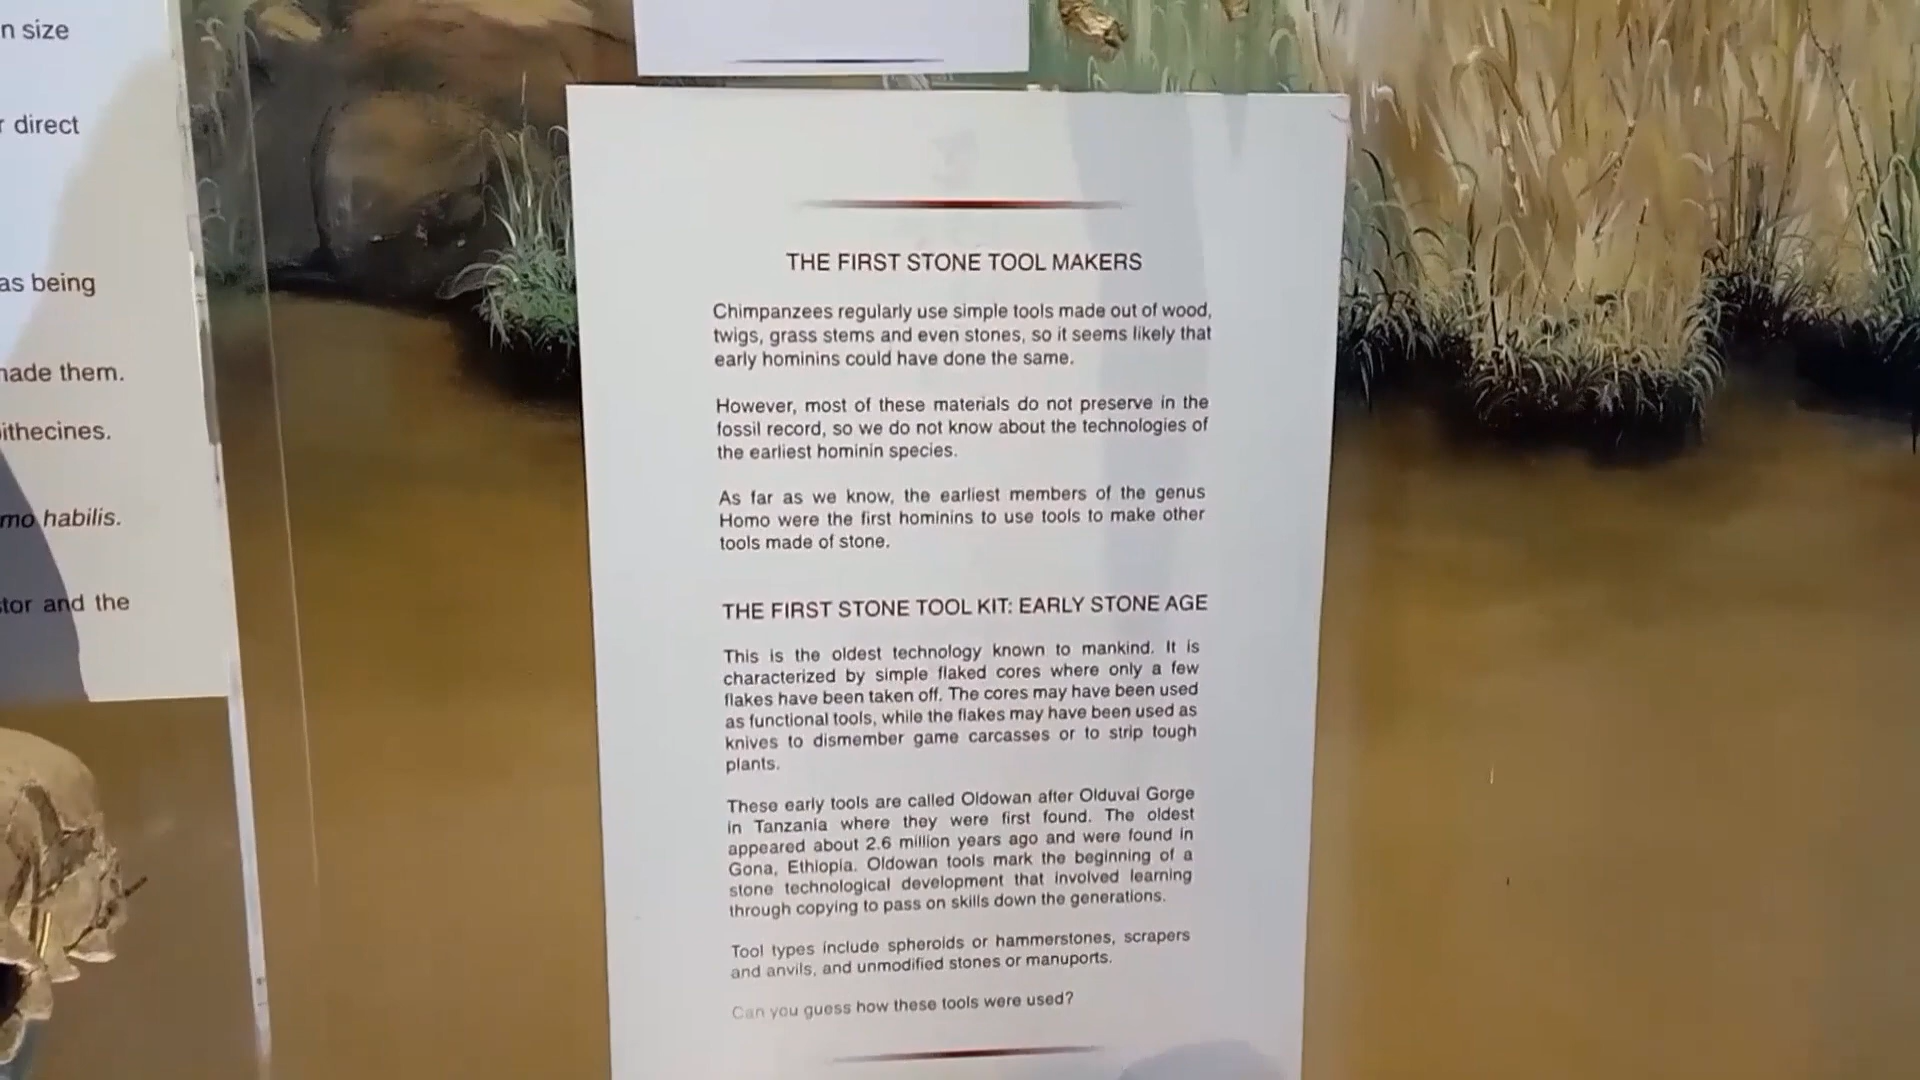 n size
direct
as being
made them.
ithecines.
mo habilis.
tor and the
THE FIRST STONE TOOL MAKERS
Chimpanzees regularly use simple tools made out of wood,
twigs, grass stems and even stones, so it seems likely that
early hominins could have done the same.
However, most of these materials do not preserve in the
fossil record, so we do not know about the technologies of
the earliest hominin species.
As far as we know, the earliest members of the genus
Homo were the first hominins to use tools to make other
tools made of stone.
THE FIRST STONE TOOL KIT: EARLY STONE AGE
This is the oldest technology known to mankind. It is
characterized by simple flaked cores where only a few
flakes have been taken off. The cores may have been used
as functional tools, while the flakes may have been used as
knives to dismember game carcasses or to strip tough
plants.
These early tools are called Oldowan after Olduvai Gorge
in Tanzania where they were first found. The oldest
appeared about 2.6 million years ago and were found in
Gona, Ethiopia. Oldowan tools mark the beginning of a
stone technological development that involved learning
through copying to pass on skills down the generations.
Tool types include spheroids or hammerstones, scrapers
and anvils, and unmodified stones or manuports.
Can you guess how these tools were used?